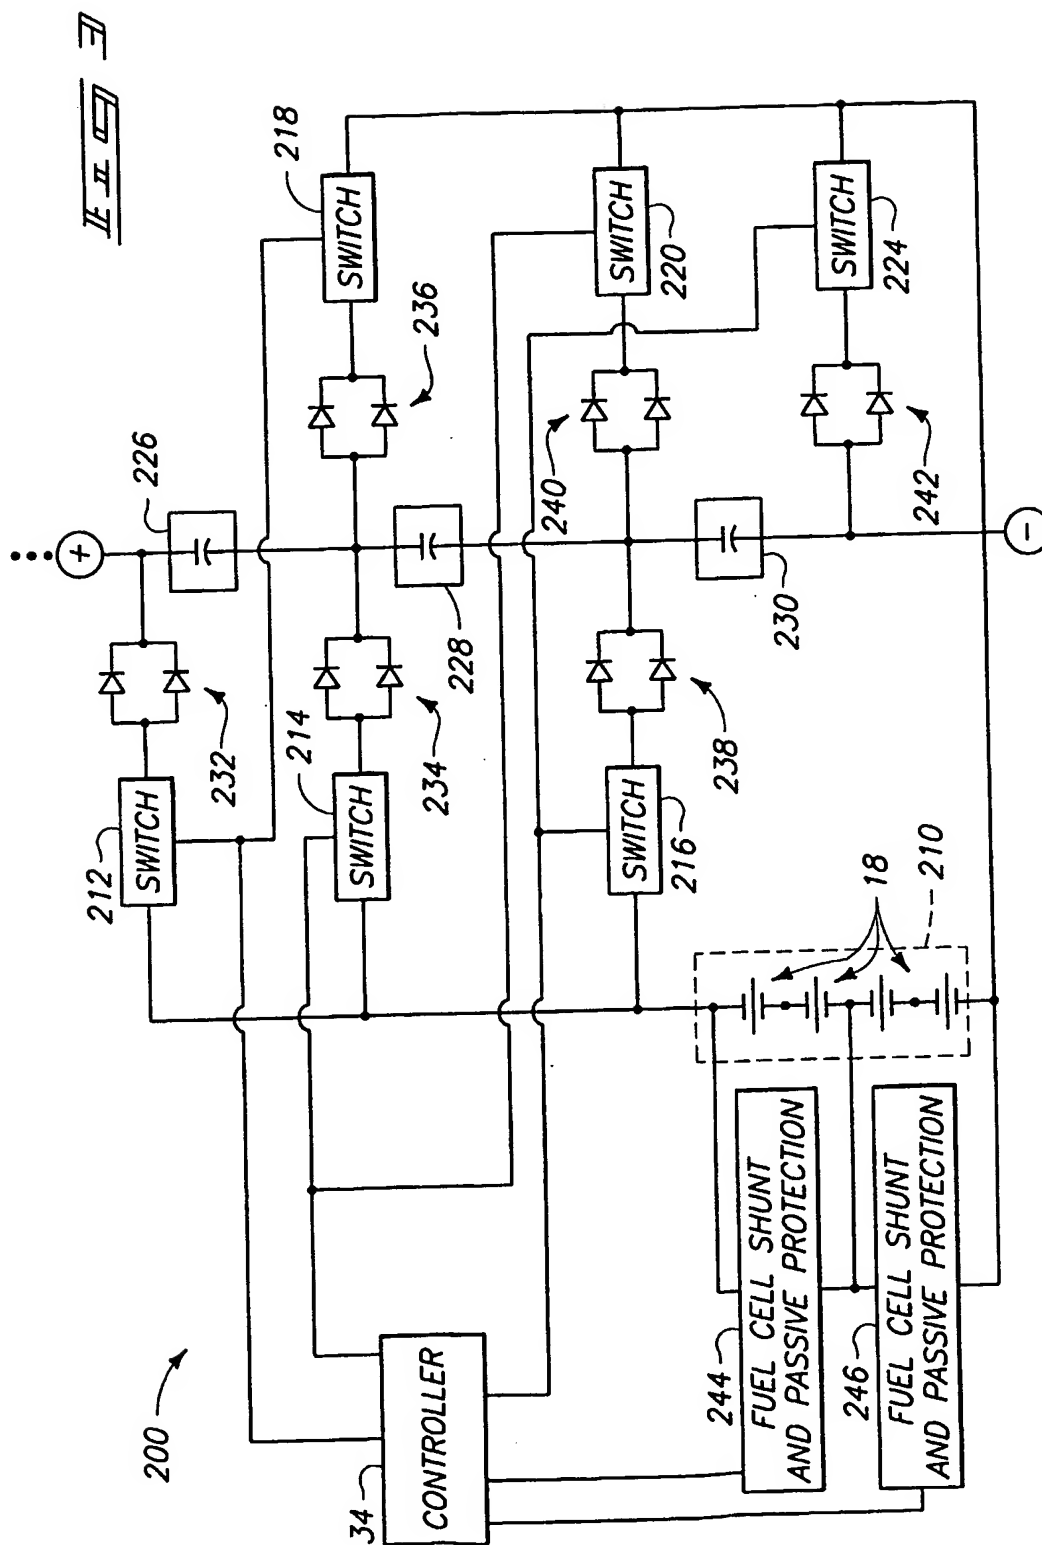 200
34
CONTROLLER
244
FUEL CELL SHUNT
AND PASSIVE PROTECTION
246
FUEL CELL SHUNT
AND PASSIVE PROTECTION
18
210
212
SWITCH
232
+
226
218
SWITCH
236
214
SWITCH
234
228
240
SWITCH
220
216
SWITCH
238
230
242
SWITCH
224
−